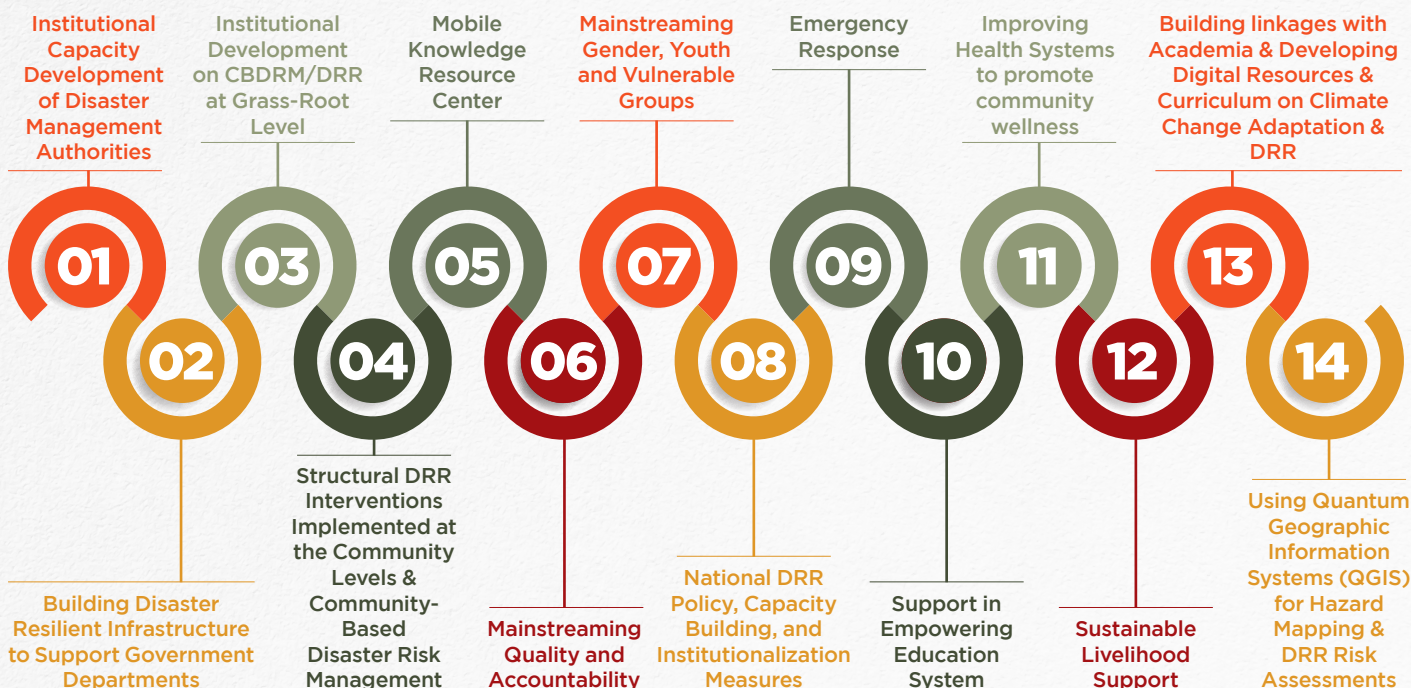 Institutional
Capacity
Development
of Disaster
Management
Authorities
01
Building Disaster
Resilient Infrastructure
to Support Government
Departments
02
Institutional
Development
on CBDRM/DRR
at Grass-Root
Level
03
Structural DRR
Interventions
Implemented at
the Community
Levels &
Community-
Based
Disaster Risk
Management
04
Mobile
Knowledge
Resource
Center
05
Mainstreaming
Quality and
Accountability
06
Mainstreaming
Gender, Youth
and Vulnerable
Groups
07
National DRR
Policy, Capacity
Building, and
Institutionalization
Measures
08
Emergency
Response
09
Support in
Empowering
Education
System
10
Improving
Health Systems
to promote
community
wellness
11
Sustainable
Livelihood
Support
12
Building linkages with
Academia & Developing
Digital Resources &
Curriculum on Climate
Change Adaptation &
DRR
13
Using Quantum
Geographic
Information
Systems (QGIS)
for Hazard
Mapping &
DRR Risk
Assessments
14